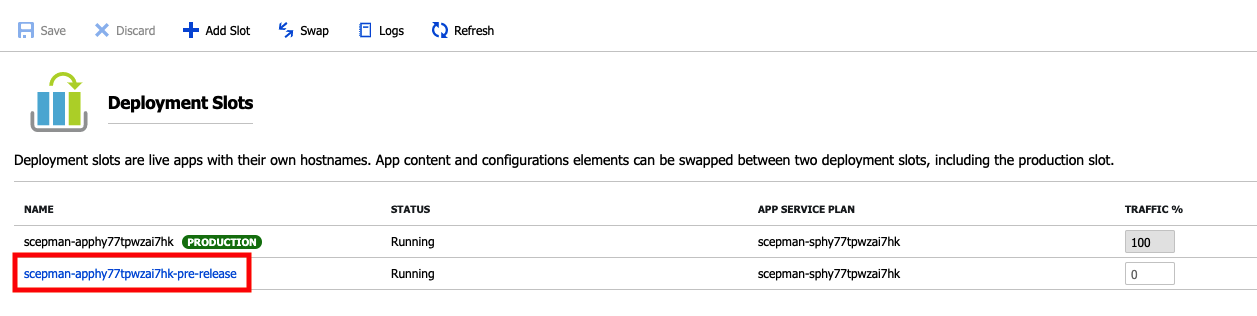 Save Discard Add Slot Swap Logs Refresh
Deployment Slots
Deployment slots are live apps with their own hostnames. App content and configurations elements can be swapped between two deployment slots, including the production slot.
NAME STATUS APP SERVICE PLAN TRAFFIC %
scepman-apphy77tpwzai7hk PRODUCTION Running scepman-sphy77tpwzai7hk 100
scepman-apphy77tpwzai7hk-pre-release Running scepman-sphy77tpwzai7hk 0